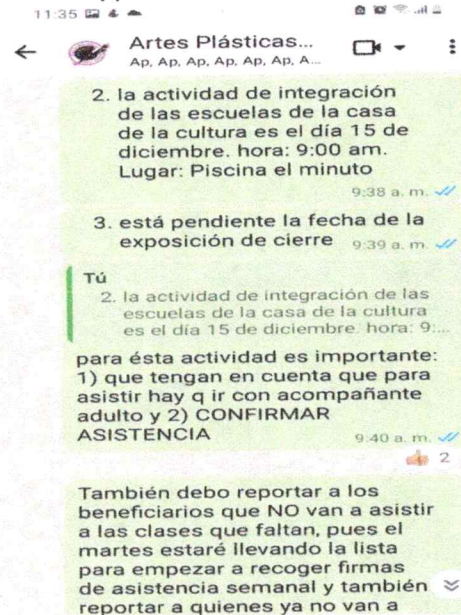 11:35
Artes Plásticas...
Ap, Ap, Ap, Ap, Ap, Ap, A...
2. la actividad de integración
de las escuelas de la casa
de la cultura es el día 15 de
diciembre. hora: 9:00 am.
Lugar: Piscina el minuto
9:38 a. m.
3. está pendiente la fecha de la
exposición de cierre
9:39 a. m.
Tú
2. la actividad de integración de las
escuelas de la casa de la cultura
es el día 15 de diciembre. hora: 9:...
para ésta actividad es importante:
1) que tengan en cuenta que para
asistir hay q ir con acompañante
adulto y 2) CONFIRMAR
ASISTENCIA
9:40 a. m.
2
También debo reportar a los
beneficiarios que NO van a asistir
a las clases que faltan, pues el
martes estaré llevando la lista
para empezar a recoger firmas
de asistencia semanal y también
reportar a quienes ya no van a